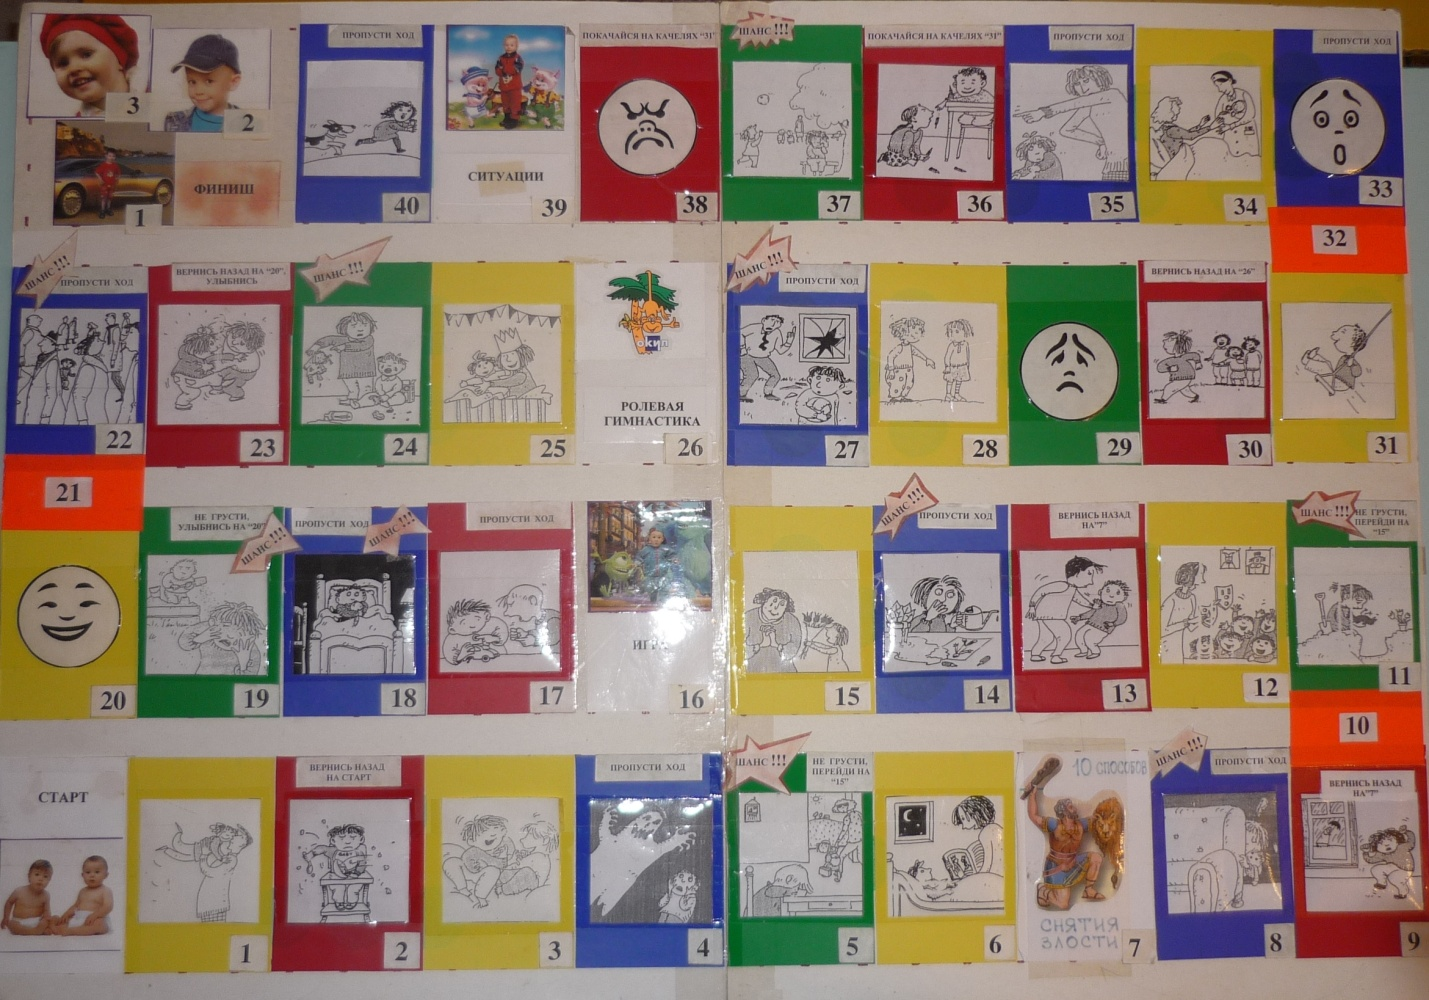 3
2
1
ФИНИШ
ПРОПУСТИ ХОД
40
СИТУАЦИИ
39
ПОКАЧАЙСЯ НА КАЧЕЛЯХ "31"
38
ШАНС !!!
37
ПОКАЧАЙСЯ НА КАЧЕЛЯХ "31"
36
ПРОПУСТИ ХОД
35
34
ПРОПУСТИ ХОД
33
32
ШАНС !!!
ПРОПУСТИ ХОД
22
ВЕРНИСЬ НАЗАД НА "20",
УЛЫБНИСЬ
23
ШАНС !!!
24
25
окуп
РОЛЕВАЯ
ГИМНАСТИКА
26
ШАНС !!!
ПРОПУСТИ ХОД
27
28
29
ВЕРНИСЬ НАЗАД НА "26"
30
31
21
20
НЕ ГРУСТИ,
УЛЫБНИСЬ НА "20"
ШАНС !!!
19
ПРОПУСТИ ХОД
ШАНС !!!
18
ПРОПУСТИ ХОД
17
ИГРА
16
15
ШАНС !!!
ПРОПУСТИ ХОД
14
ВЕРНИСЬ НАЗАД
НА"7"
13
12
ШАНС !!!
НЕ ГРУСТИ,
ПЕРЕЙДИ НА
"15"
11
10
СТАРТ
1
ВЕРНИСЬ НАЗАД
НА СТАРТ
2
3
ПРОПУСТИ ХОД
4
ШАНС !!!
НЕ ГРУСТИ,
ПЕРЕЙДИ НА
"15"
5
6
10 СПОСОБОВ
СНЯТИЯ
ЗЛОСТИ
7
ШАНС !!!
ПРОПУСТИ ХОД
8
ВЕРНИСЬ НАЗАД
НА"7"
9